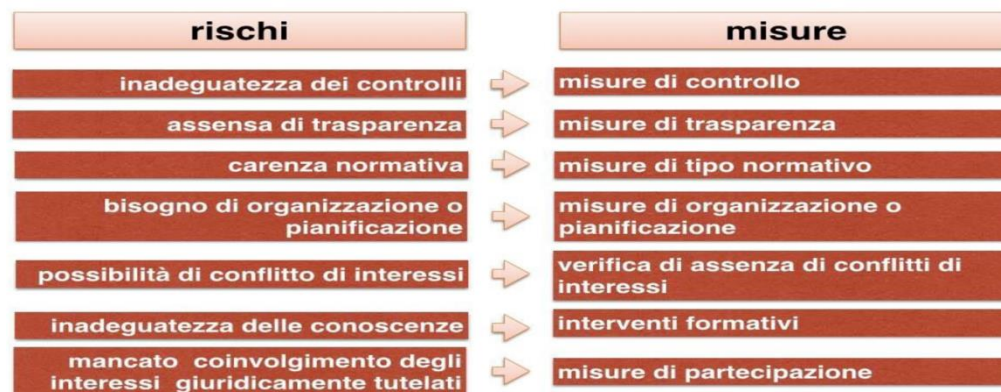 rischi
misure
inadeguatezza dei controlli
misure di controllo
assensa di trasparenza
misure di trasparenza
carenza normativa
misure di tipo normativo
bisogno di organizzazione o
pianificazione
misure di organizzazione o
pianificazione
possibilità di conflitto di interessi
verifica di assenza di conflitti di
interessi
inadeguatezza delle conoscenze
interventi formativi
mancato coinvolgimento degli
interessi giuridicamente tutelati
misure di partecipazione